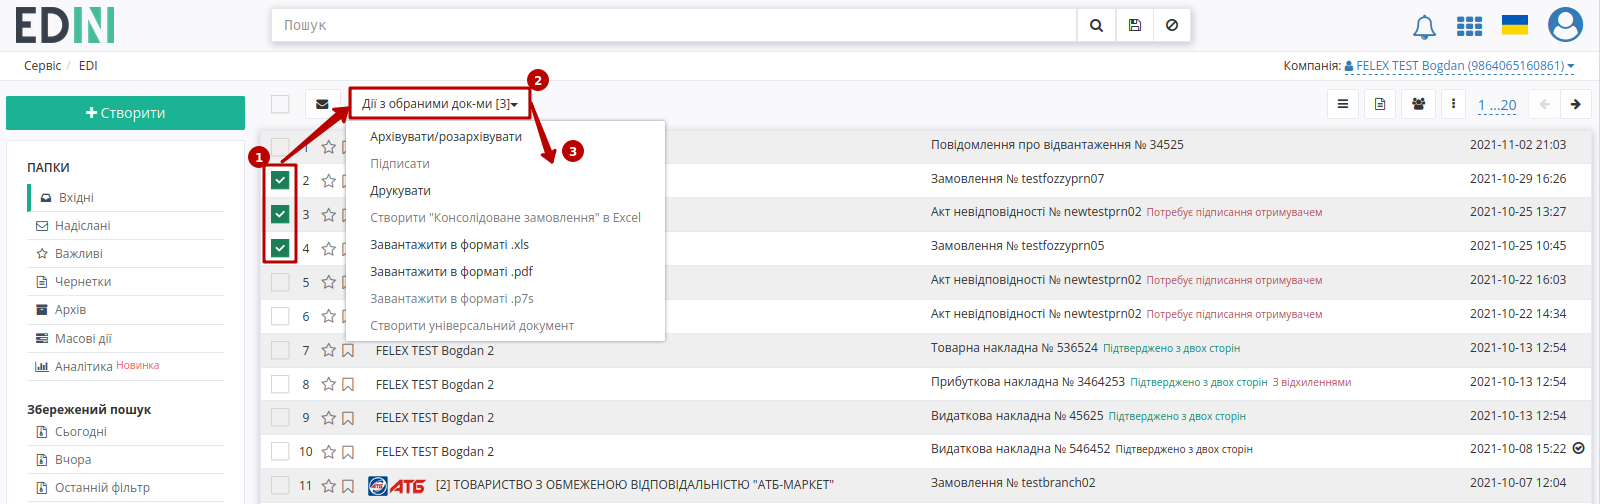 EDIN
Пошук
Сервіс / EDI
Компанія: FELEX TEST Bogdan (9864065160861)
Створити
ПАПКИ
Вхідні
Надіслані
Важливі
Чернетки
Архів
Масові дії
Аналітика Новинка
Збережений пошук
Сьогодні
Вчора
Останній фільтр
Дії з обраними док-ми [3]
1 ...20
1
2
3
Архівувати/розархівувати
Підписати
Друкувати
Створити "Консолідоване замовлення" в Excel
Завантажити в форматі .xls
Завантажити в форматі .pdf
Завантажити в форматі .p7s
Створити універсальний документ
1 Повідомлення про відвантаження № 34525 2021-11-02 21:03
2 Замовлення № testfozzyprn07 2021-10-29 16:26
3 Акт невідповідності № newtestprn02 Потребує підписання отримувачем 2021-10-25 13:27
4 Замовлення № testfozzyprn05 2021-10-25 10:45
5 Акт невідповідності № newtestprn02 Потребує підписання отримувачем 2021-10-22 16:03
6 Акт невідповідності № newtestprn02 Потребує підписання отримувачем 2021-10-22 14:34
7 FELEX TEST Bogdan 2 Товарна накладна № 536524 Підтверджено з двох сторін 2021-10-13 12:54
8 FELEX TEST Bogdan 2 Прибуткова накладна № 3464253 Підтверджено з двох сторін З відхиленнями 2021-10-13 12:54
9 FELEX TEST Bogdan 2 Видаткова накладна № 45625 Підтверджено з двох сторін 2021-10-13 12:54
10 FELEX TEST Bogdan 2 Видаткова накладна № 546452 Підтверджено з двох сторін 2021-10-08 15:22
11 АТБ АТБ [2] ТОВАРИСТВО З ОБМЕЖЕНОЮ ВІДПОВІДАЛЬНІСТЮ "АТБ-МАРКЕТ" Замовлення № testbranch02 2021-10-07 12:04